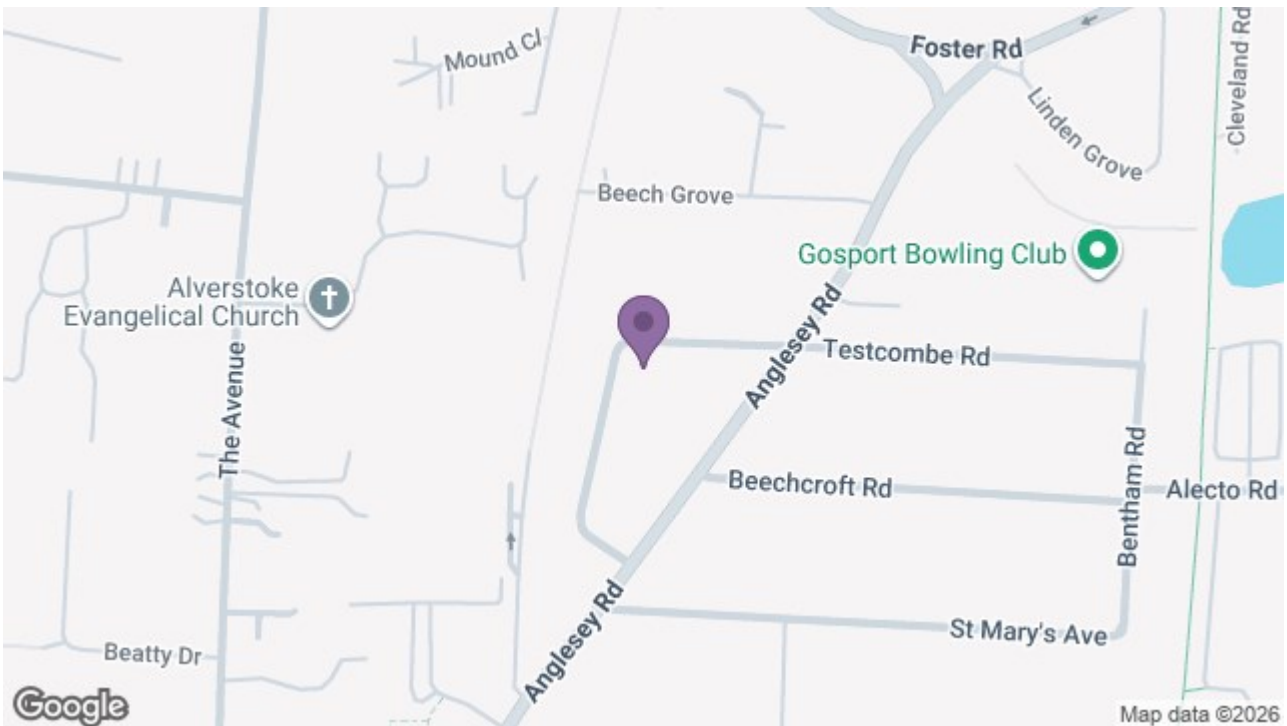 Mound Cl
Foster Rd
Cleveland Rd
Linden Grove
Beech Grove
Gosport Bowling Club
Alverstoke
Evangelical Church
Anglesey Rd
Testcombe Rd
The Avenue
Beechcroft Rd
Alecto Rd
Bentham Rd
Anglesey Rd
St Mary's Ave
Beatty Dr
Google
Map data ©2026